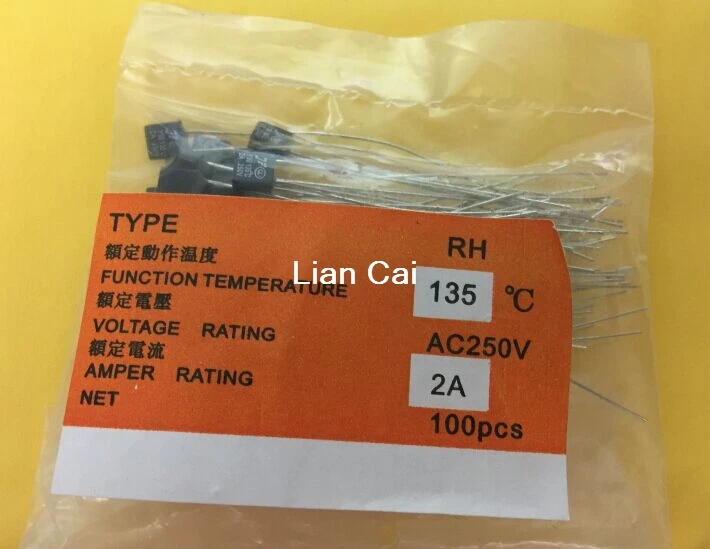 TYPE RH
額定動作温度
FUNCTION TEMPERATURE 135 ℃
額定電壓
VOLTAGE RATING AC250V
額定電流
AMPER RATING 2A
NET 100pcs
Lian Cai